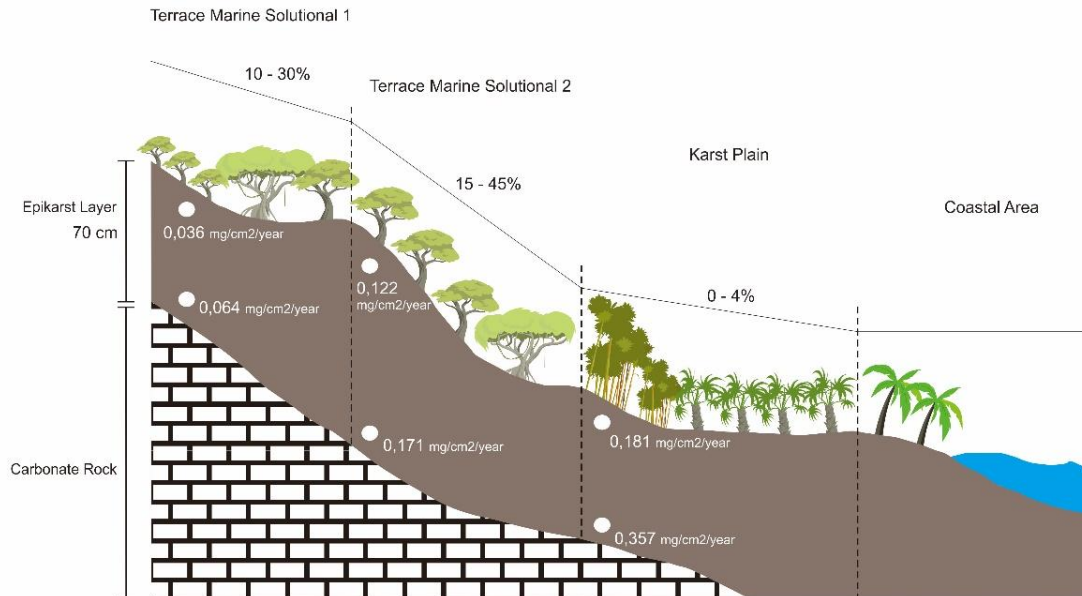 Terrace Marine Solutional 1
10 - 30%
Terrace Marine Solutional 2
15 - 45%
Karst Plain
Coastal Area
0 - 4%
Epikarst Layer
70 cm
0,036 mg/cm2/year
0,064 mg/cm2/year
0,122
mg/cm2/year
0,171 mg/cm2/year
0,181 mg/cm2/year
0,357 mg/cm2/year
Carbonate Rock